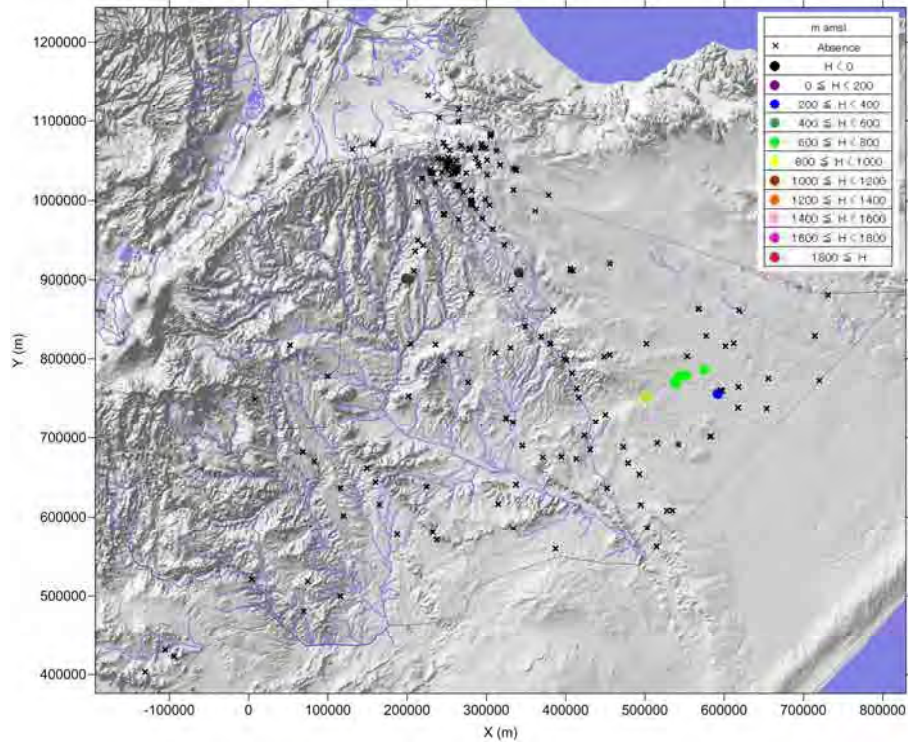 m amsl
Absence
H < 0
0 ≦ H < 200
200 ≦ H < 400
400 ≦ H < 600
600 ≦ H < 800
800 ≦ H < 1000
1000 ≦ H < 1200
1200 ≦ H < 1400
1400 ≦ H < 1600
1600 ≦ H < 1800
1800 ≦ H
1200000
1100000
1000000
900000
800000
700000
600000
500000
400000
Y (m)
-100000 0 100000 200000 300000 400000 500000 600000 700000 800000
X (m)